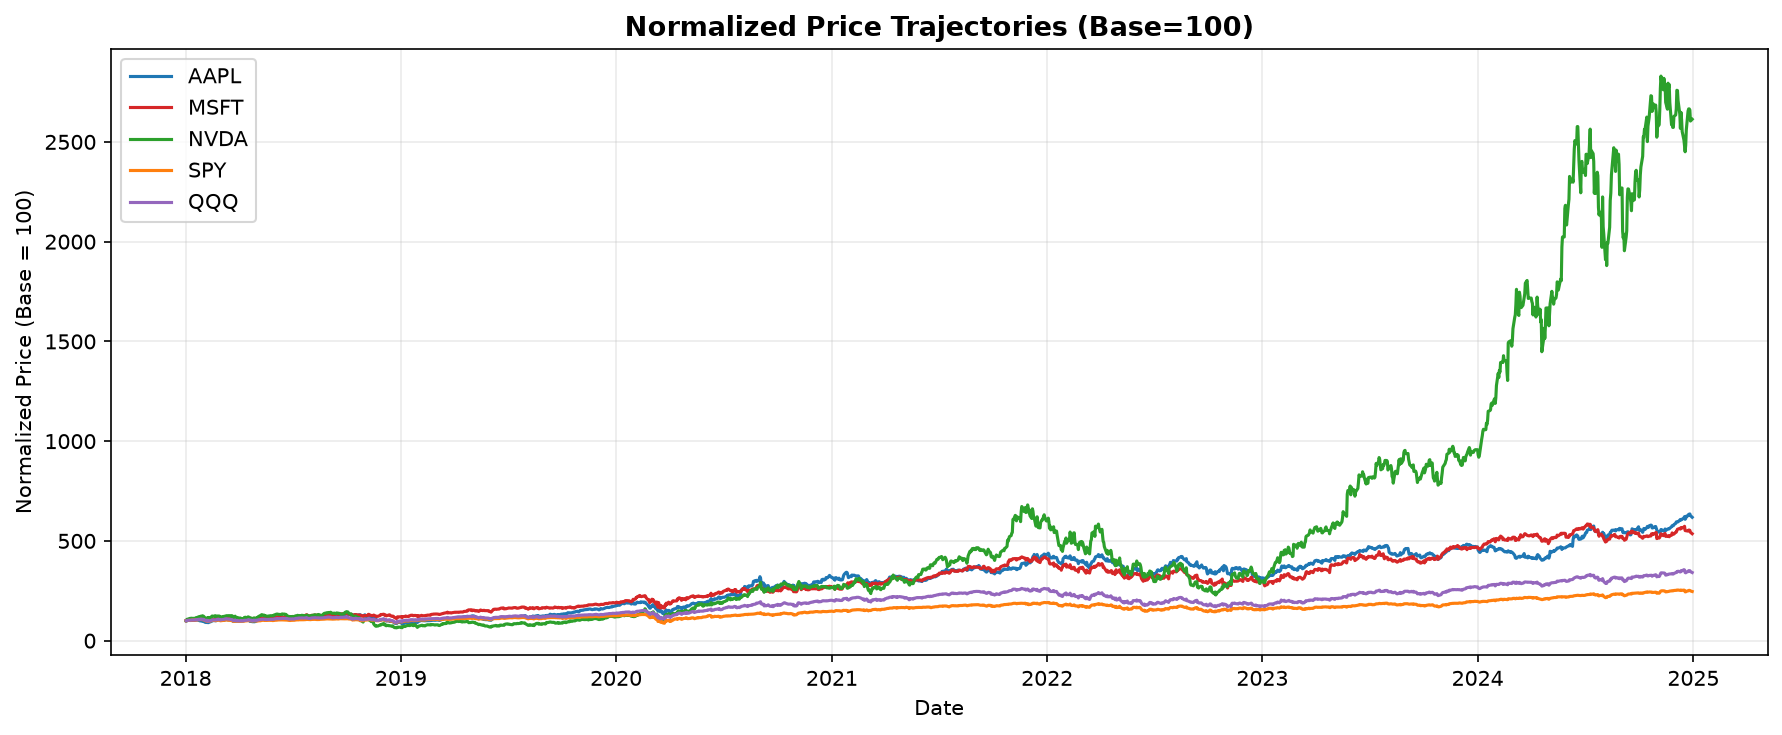 Normalized Price Trajectories (Base=100)
AAPL
MSFT
NVDA
SPY
QQQ
Normalized Price (Base = 100)
2500
2000
1500
1000
500
0
2018 2019 2020 2021 2022 2023 2024 2025
Date